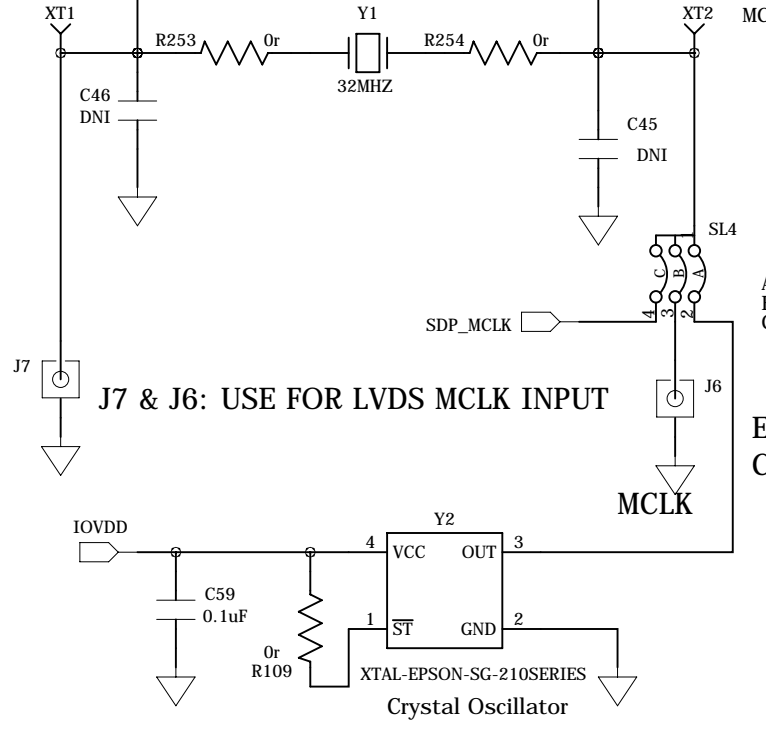 XT1
Y1
XT2
MC
R253
0r
R254
0r
32MHZ
C46
DNI
C45
DNI
SL4
1
C
B
A
4
3
2
SDP_MCLK
J7
J6
J7 & J6: USE FOR LVDS MCLK INPUT
MCLK
IOVDD
Y2
4
VCC
OUT
3
C59
0.1uF
1
ST
GND
2
0r
R109
XTAL-EPSON-SG-210SERIES
Crystal Oscillator